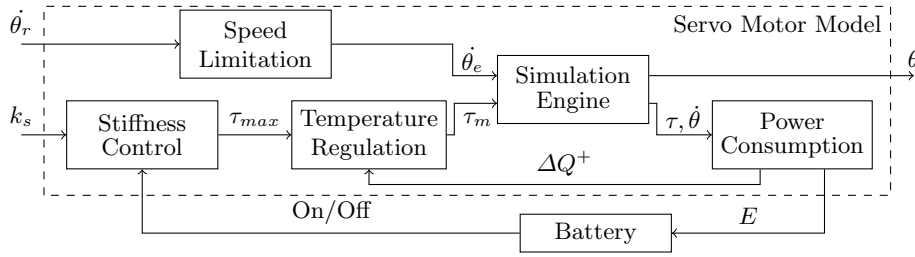 θ̇_r
Servo Motor Model
Speed
Limitation
θ̇_e
Simulation
Engine
θ
k_s
Stiffness
Control
τ_max
Temperature
Regulation
τ_m
τ, θ̇
Power
Consumption
ΔQ⁺
On/Off
E
Battery